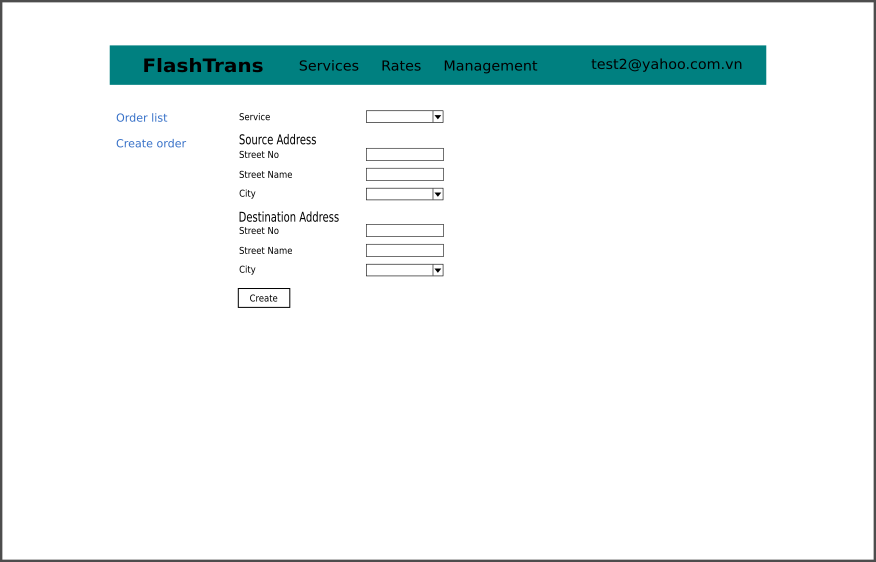 FlashTrans Services Rates Management test2@yahoo.com.vn
Order list
Create order
Service
Source Address
Street No
Street Name
City
Destination Address
Street No
Street Name
City
Create